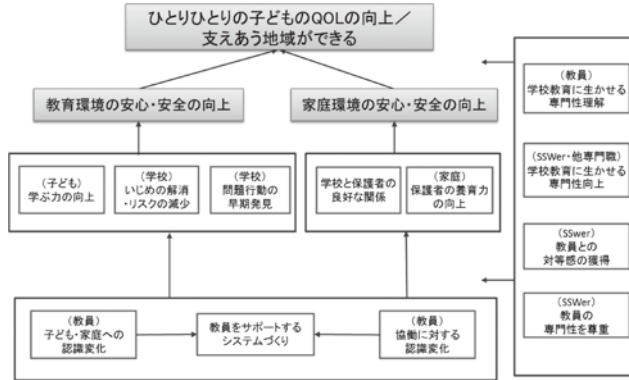 ひとりひとりの子どものQOLの向上／
支えあう地域ができる
教育環境の安心・安全の向上
家庭環境の安心・安全の向上
（子ども）
学ぶ力の向上
（学校）
いじめの解消
・リスクの減少
（学校）
問題行動の
早期発見
学校と保護者の
良好な関係
（家庭）
保護者の養育力
の向上
（教員）
子ども・家庭への
認識変化
教員をサポートする
システムづくり
（教員）
協働に対する
認識変化
（教員）
学校教育に生かせる
専門性理解
（SSWer・他専門職）
学校教育に生かせる
専門性向上
（SSwer）
教員との
対等感の獲得
（SSWer）
教員の
専門性を尊重